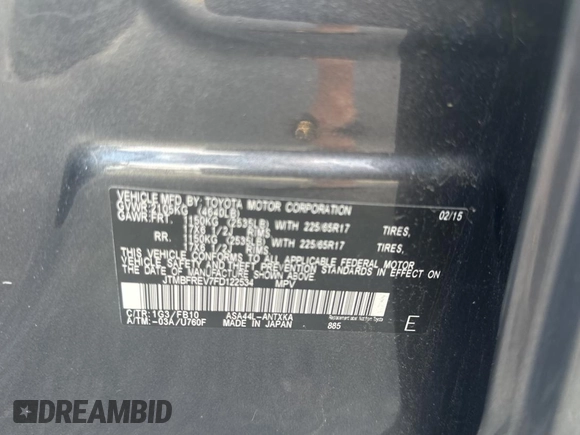 VEHICLE MFD. BY: TOYOTA MOTOR CORPORATION 02/15
GVWR (4640LB)
GAWR: FRT. 1150KG (2535LB) WITH 225/65R17 TIRES,
17X6 1/2J RIMS
RR. 1150KG (2535LB) WITH 225/65R17 TIRES,
17X6 1/2J RIMS
THIS VEHICLE CONFORMS TO ALL APPLICABLE FEDERAL MOTOR
VEHICLE SAFETY AND THEFT PREVENTION STANDARDS IN EFFECT
ON THE DATE OF MANUFACTURE SHOWN ABOVE.
JTMBFREV7FD122534 MPV
C/TR: 1G3/FB10 ASA44L-ANTXKA
A/TM: -03A/U760F MADE IN JAPAN 885 E
DREAMBID